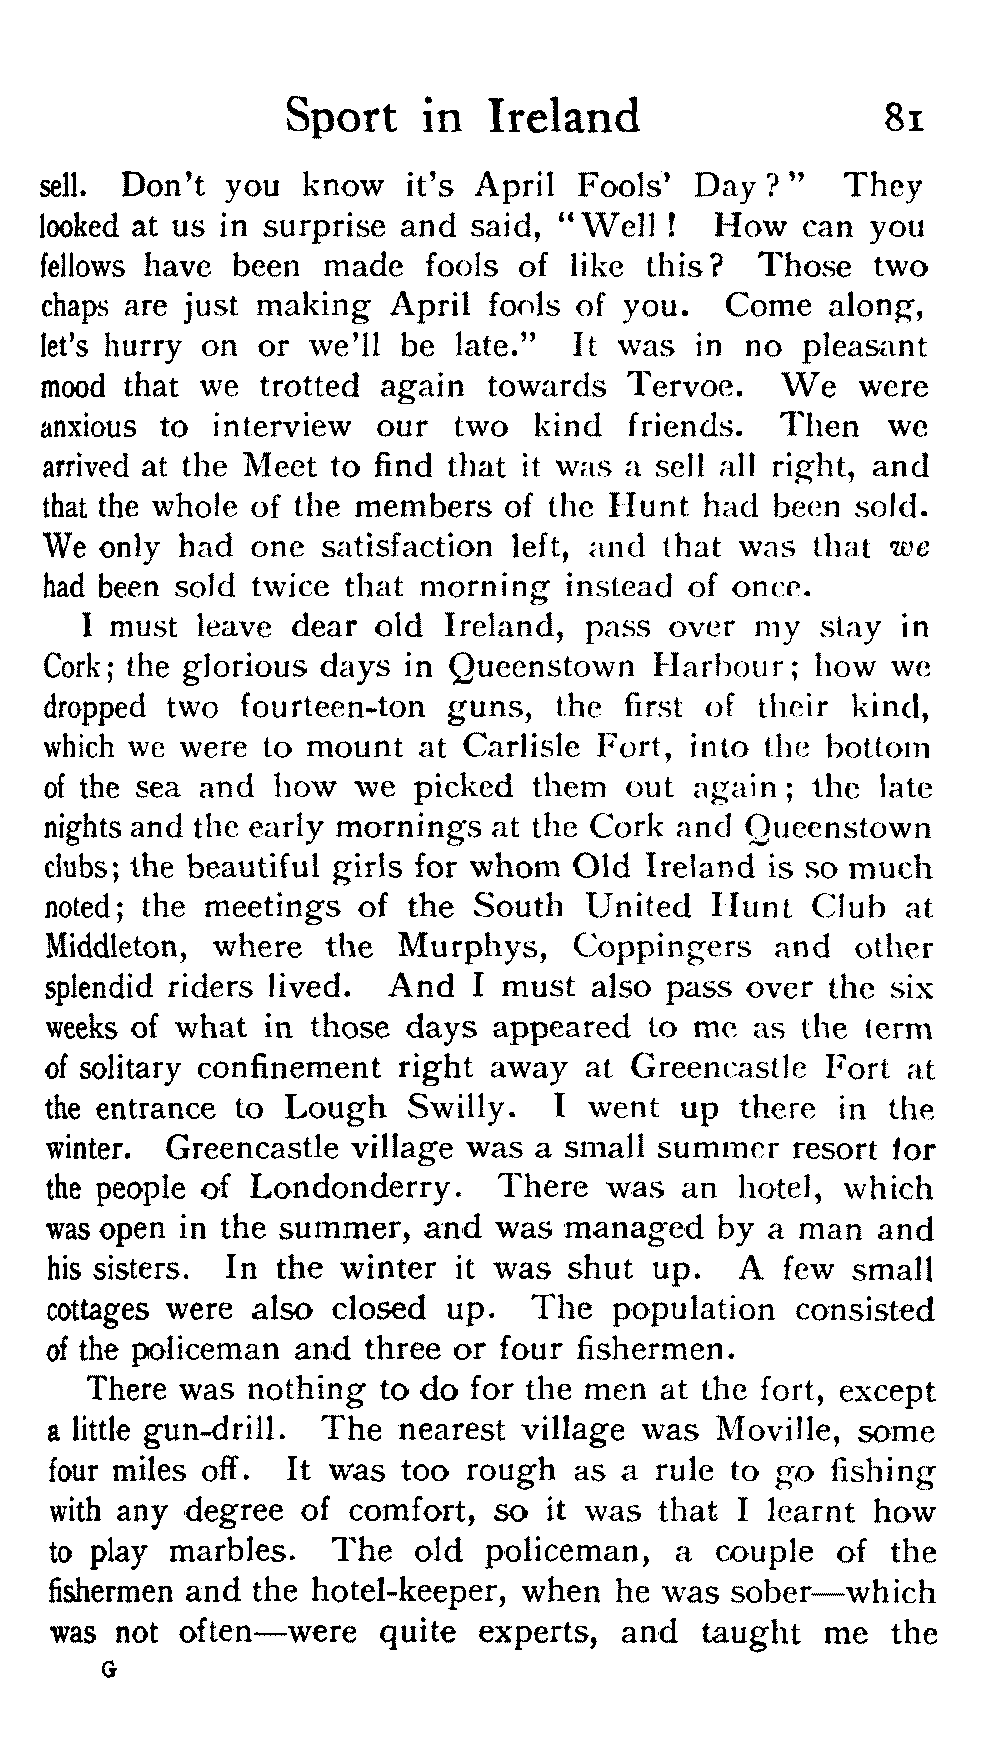 Sport in Ireland 81
sell. Don't you know it's April Fools' Day?" They
looked at us in surprise and said, "Well! How can you
fellows have been made fools of like this? Those two
chaps are just making April fools of you. Come along,
let's hurry on or we'll be late." It was in no pleasant
mood that we trotted again towards Tervoe. We were
anxious to interview our two kind friends. Then we
arrived at the Meet to find that it was a sell all right, and
that the whole of the members of the Hunt had been sold.
We only had one satisfaction left, and that was that we
had been sold twice that morning instead of once.
I must leave dear old Ireland, pass over my stay in
Cork; the glorious days in Queenstown Harbour; how we
dropped two fourteen-ton guns, the first of their kind,
which we were to mount at Carlisle Fort, into the bottom
of the sea and how we picked them out again; the late
nights and the early mornings at the Cork and Queenstown
clubs; the beautiful girls for whom Old Ireland is so much
noted; the meetings of the South United Hunt Club at
Middleton, where the Murphys, Coppingers and other
splendid riders lived. And I must also pass over the six
weeks of what in those days appeared to me as the term
of solitary confinement right away at Greencastle Fort at
the entrance to Lough Swilly. I went up there in the
winter. Greencastle village was a small summer resort for
the people of Londonderry. There was an hotel, which
was open in the summer, and was managed by a man and
his sisters. In the winter it was shut up. A few small
cottages were also closed up. The population consisted
of the policeman and three or four fishermen.
There was nothing to do for the men at the fort, except
a little gun-drill. The nearest village was Moville, some
four miles off. It was too rough as a rule to go fishing
with any degree of comfort, so it was that I learnt how
to play marbles. The old policeman, a couple of the
fishermen and the hotel-keeper, when he was sober—which
was not often—were quite experts, and taught me the
G